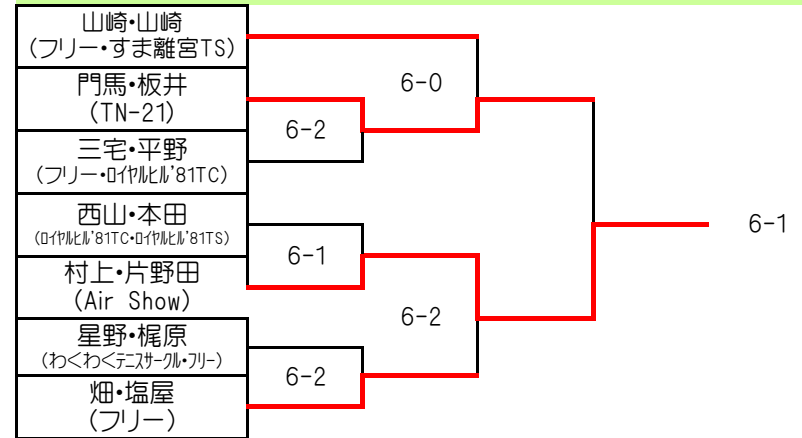 山崎・山崎
(フリー・すま離宮TS)
門馬・板井
(TN-21)
三宅・平野
(フリー・ﾛｲﾔﾙﾋﾙ'81TC)
西山・本田
(ﾛｲﾔﾙﾋﾙ'81TC・ﾛｲﾔﾙﾋﾙ'81TS)
村上・片野田
(Air Show)
星野・梶原
(わくわくﾃﾆｽｻｰｸﾙ・ﾌﾘｰ)
畑・塩屋
(フリー)
6-0
6-2
6-1
6-2
6-2
6-1